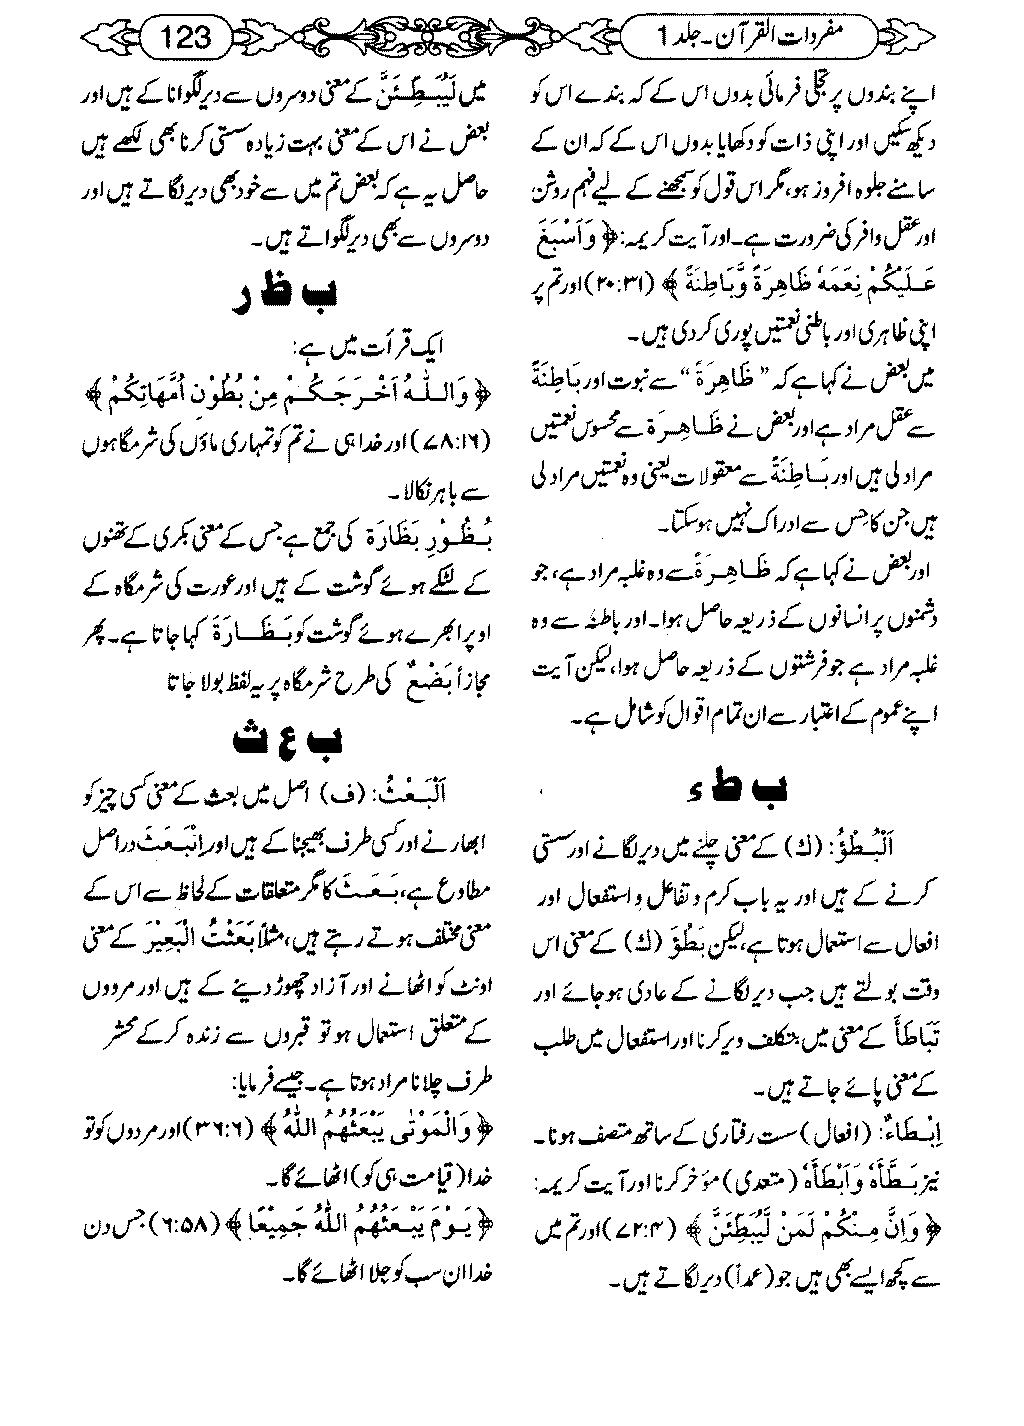 مفردات القرآن۔جلد 1
123
اپنے بندوں پر تجلی فرمائی بدوں اس کے کہ بندے اس کو
دیکھ سکیں اور اپنی ذات کو دکھایا بدوں اس کے کہ ان کے
سامنے جلوہ افروز ہو، مگر اس قول کو سمجھنے کے لیے فہم روشن
اور عقل وافر کی ضرورت ہے۔ اور آیت کریمہ: ﴿ وَاَسْبَغَ
عَلَیْکُمْ نِعَمَهٗ ظَاهِرَةً وَّبَاطِنَةً ﴾ (۲۰:۳۱) اور تم پر
اپنی ظاہری اور باطنی نعمتیں پوری کردی ہیں۔
میں بعض نے کہا ہے کہ ”ظَاهِرَةً“ سے نبوت اور بَاطِنَةً
سے عقل مراد ہے اور بعض نے ظَاهِرَةً سے محسوس نعمتیں
مراد لی ہیں اور بَاطِنَةً سے معقولات یعنی وہ نعمتیں مراد لی
ہیں جن کا حس سے ادراک نہیں ہوسکتا۔
اور بعض نے کہا ہے کہ ظَاهِرَةً سے وہ غلبہ مراد ہے، جو
دشمنوں پر انسانوں کے ذریعہ حاصل ہوا۔ اور باطنہ سے وہ
غلبہ مراد ہے جو فرشتوں کے ذریعہ حاصل ہوا، لیکن آیت
اپنے عموم کے اعتبار سے ان تمام اقوال کو شامل ہے۔
ب ط ء
اَلْبُطْؤُ: (ك) کے معنی چلنے میں دیر لگانے اور سستی
کرنے کے ہیں اور یہ باب کرم و تفاعل و استفعال اور
افعال سے استعمال ہوتا ہے، لیکن بَطُؤَ (ك) کے معنی اس
وقت بولتے ہیں جب دیر لگانے کے عادی ہوجائے اور
تَبَاطَأَ کے معنی میں بتکلف دیر کرنا اور استفعال میں طلب
کے معنی پائے جاتے ہیں۔
اِبْطَاءٌ: (افعال) ست رفتاری کے ساتھ متصف ہونا۔
نیز بَطَّأَهٗ وَاَبْطَأَهٗ (متعدی) مؤخر کرنا اور آیت کریمہ:
﴿ وَاِنَّ مِنْكُمْ لَمَنْ لَّيُبَطِّئَنَّ ﴾ (۷۲:۴) اور تم میں
سے کچھ ایسے بھی ہیں جو (عمداً) دیر لگاتے ہیں۔
میں لَيُبَطِّئَنَّ کے معنی دوسروں سے دیر لگوانا کے ہیں اور
بعض نے اس کے معنی بہت زیادہ سستی کرنا بھی لکھے ہیں
حاصل یہ ہے کہ بعض تم میں سے خود بھی دیر لگاتے ہیں اور
دوسروں سے بھی دیر لگواتے ہیں۔
ب ظ ر
ایک قرأت میں ہے:
﴿ وَاللّٰهُ اَخْرَجَكُمْ مِنْ بُظُوْرِ اُمَّهَاتِكُمْ ﴾
(۷۸:۱۶) اور خدا ہی نے تم کو تمہاری ماؤں کی شرمگاہوں
سے باہر نکالا۔
بُظُوْرِ بَظَارَة کی جمع ہے جس کے معنی بکری کے تھنوں
کے لٹکے ہوئے گوشت کے ہیں اور عورت کی شرمگاہ کے
اوپر ابھرے ہوئے گوشت کو بَظَارَة کہا جاتا ہے۔ پھر
مجازاً بَضْعٌ کی طرح شرمگاہ پر یہ لفظ بولا جاتا
ب ع ث
اَلْبَعْثُ: (ف) اصل میں بعث کے معنی کسی چیز کو
ابھارنے اور کسی طرف بھیجنا کے ہیں اور اِنْبَعَثَ دراصل
مطاوع ہے، بَعَثَ کا مگر متعلقات کے لحاظ سے اس کے
معنی مختلف ہوتے رہتے ہیں، مثلاً بَعَثْتُ الْبَعِيْرَ کے معنی
اونٹ کو اٹھانے اور آزاد چھوڑ دینے کے ہیں اور مردوں
کے متعلق استعمال ہو تو قبروں سے زندہ کرکے محشر
طرف چلانا مراد ہوتا ہے۔ جیسے فرمایا:
﴿ وَالْمَوْتٰى يَبْعَثُهُمُ اللّٰهُ ﴾ (۳۶:۶) اور مردوں کو تو
خدا (قیامت ہی کو) اٹھائے گا۔
﴿ يَوْمَ يَبْعَثُهُمُ اللّٰهُ جَمِيْعًا ﴾ (۶:۵۸) جس دن
خدا ان سب کو جلا اٹھائے گا۔